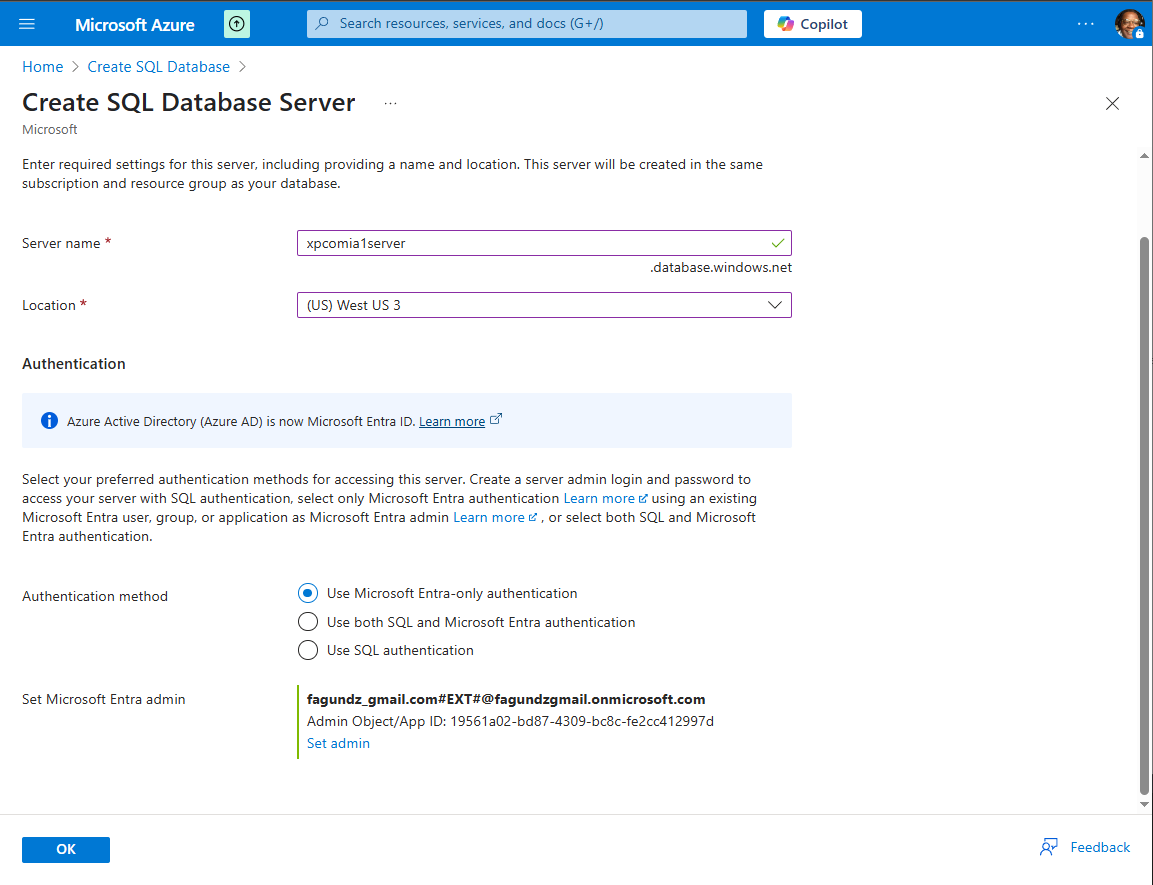 Microsoft Azure
Search resources, services, and docs (G+/)
Copilot
Home > Create SQL Database >
Create SQL Database Server ...
Microsoft
Enter required settings for this server, including providing a name and location. This server will be created in the same
subscription and resource group as your database.
Server name *
xpcomia1server
.database.windows.net
Location *
(US) West US 3
Authentication
Azure Active Directory (Azure AD) is now Microsoft Entra ID. Learn more
Select your preferred authentication methods for accessing this server. Create a server admin login and password to
access your server with SQL authentication, select only Microsoft Entra authentication Learn more using an existing
Microsoft Entra user, group, or application as Microsoft Entra admin Learn more , or select both SQL and Microsoft
Entra authentication.
Authentication method
Use Microsoft Entra-only authentication
Use both SQL and Microsoft Entra authentication
Use SQL authentication
Set Microsoft Entra admin
fagundz_gmail.com#EXT#@fagundzgmail.onmicrosoft.com
Admin Object/App ID: 19561a02-bd87-4309-bc8c-fe2cc412997d
Set admin
OK
Feedback